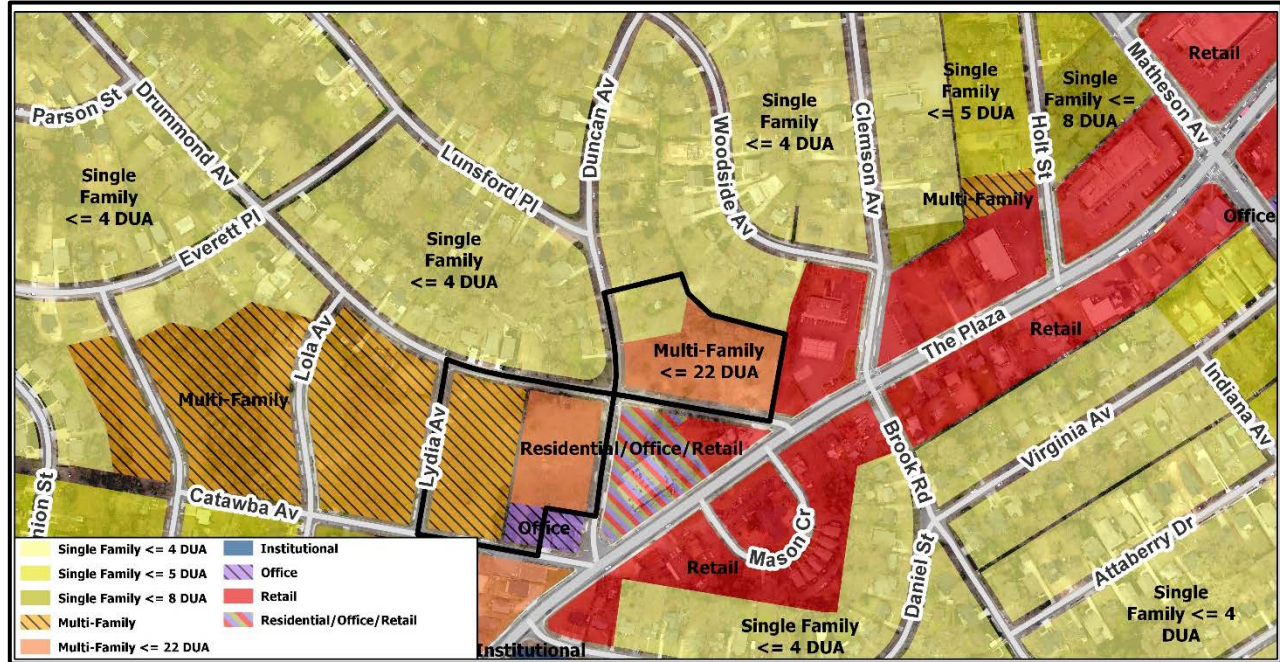 Parson St
Drummond Av
Everett Pl
Lunsford Pl
Duncan Av
Woodside Av
Clemson Av
Holt St
Matheson Av
Retail
Single
Family
<= 4 DUA
Single
Family
<= 4 DUA
Single
Family
<= 4 DUA
Single
Family
<= 5 DUA
Single
Family <=
8 DUA
Multi-Family
Office
Lola Av
Multi-Family
Lydia Av
Catawba Av
nion St
Multi-Family
<= 22 DUA
Residential/Office/Retail
Office
The Plaza
Retail
Brook Rd
Virginia Av
Indiana Av
Mason Cr
Retail
Daniel St
Attaberry Dr
Single Family
<= 4 DUA
Single
Family <= 4
DUA
Institutional
Single Family <= 4 DUA
Single Family <= 5 DUA
Single Family <= 8 DUA
Multi-Family
Multi-Family <= 22 DUA
Institutional
Office
Retail
Residential/Office/Retail